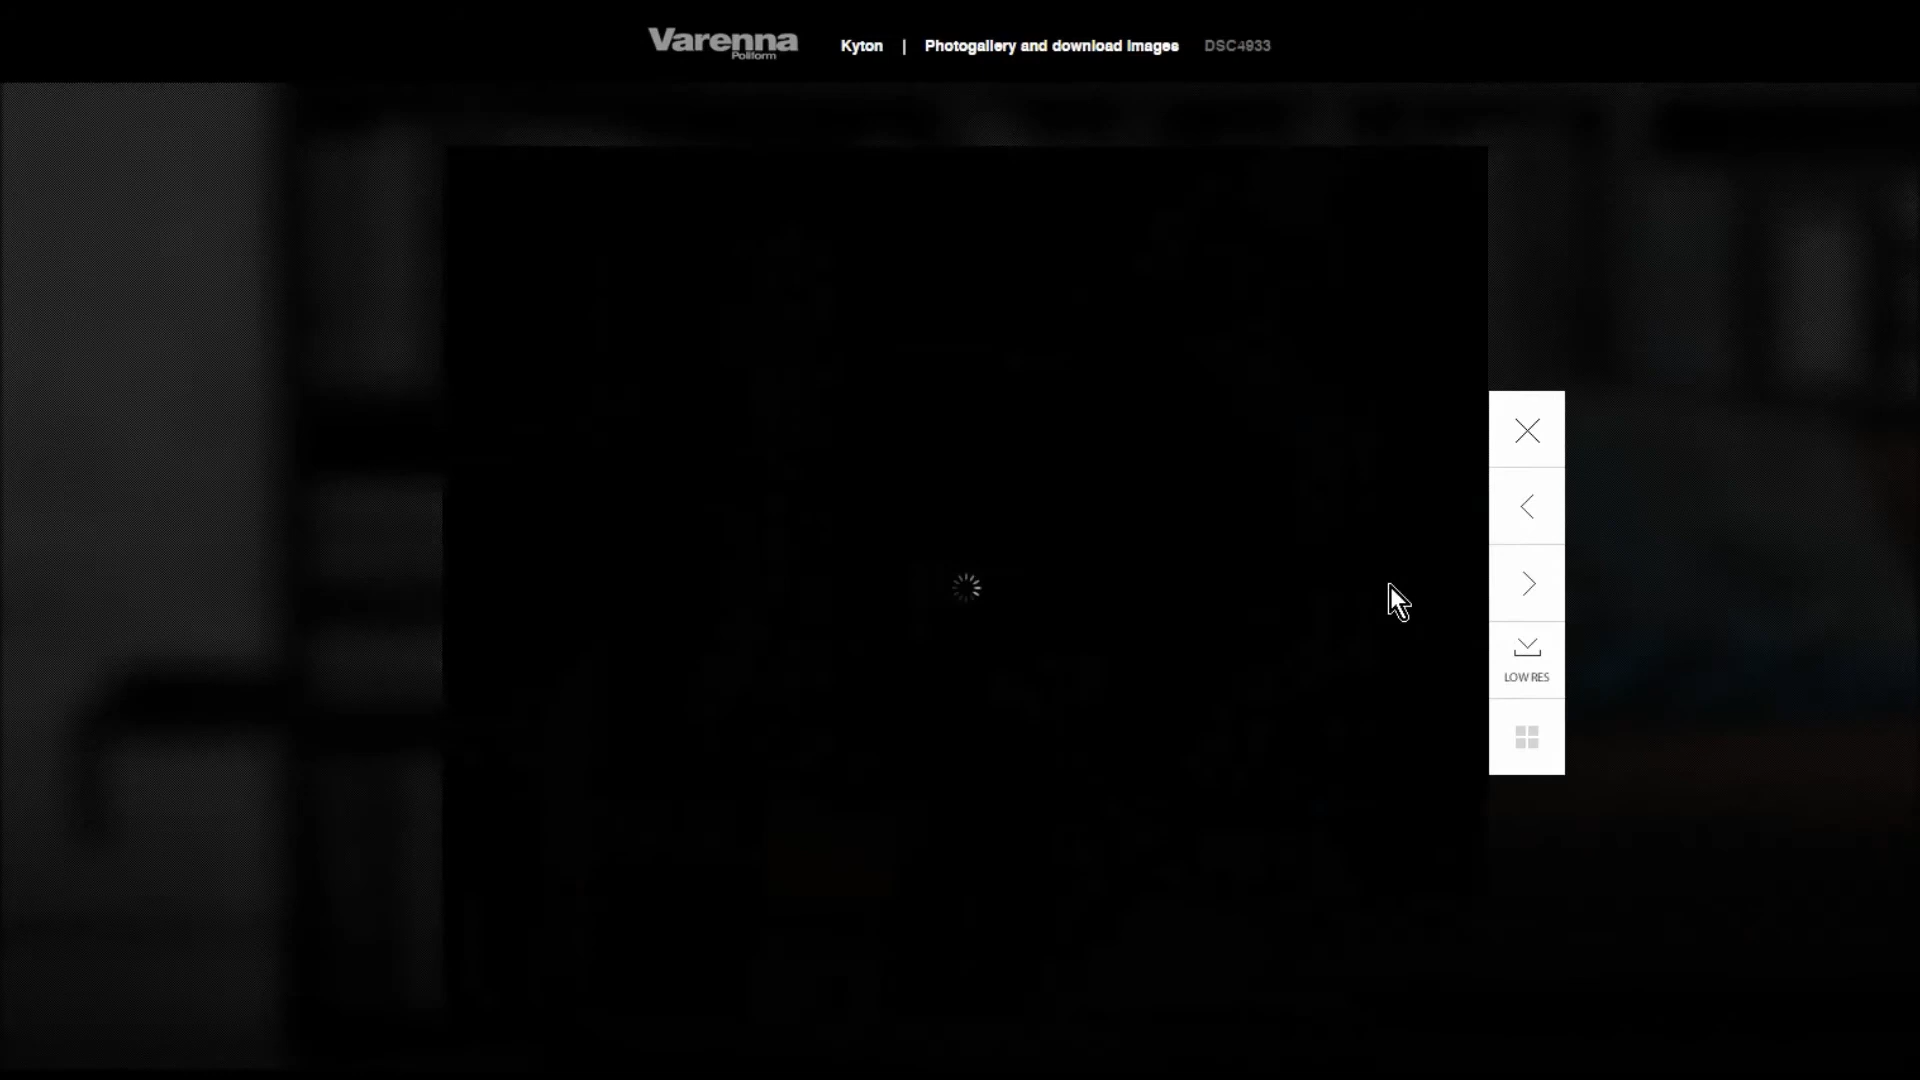 Varenna
Poliform
Kyton | Photogallery and download images DSC4933
LOW RES